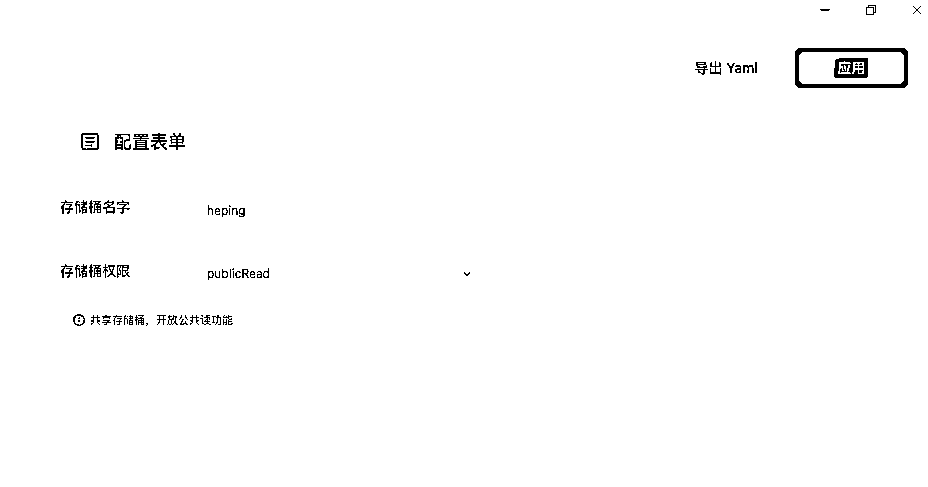 导出 Yaml
应用
配置表单
存储桶名字
heping
存储桶权限
publicRead
共享存储桶，开放公共读功能